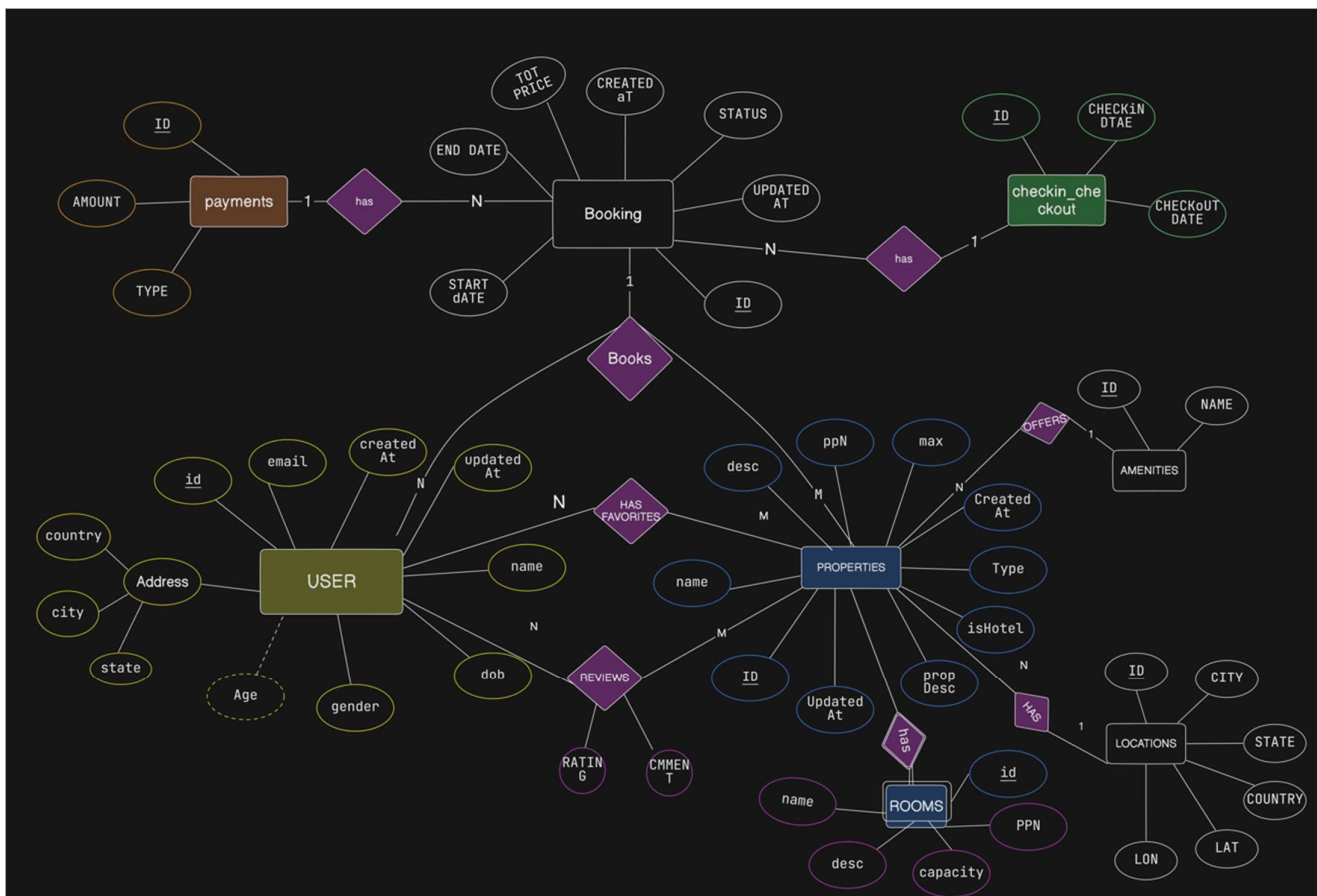 TOT
PRICE
CREATED
aT
STATUS
END DATE
ID
AMOUNT
payments
1
has
N
TYPE
Booking
UPDATED
AT
START
dATE
ID
1
N
has
1
ID
CHECKiN
DTAE
checkin_che
ckout
CHECKoUT
DATE
Books
N
M
id
email
created
At
updated
At
country
Address
city
state
USER
name
Age
gender
dob
N
HAS
FAVORITES
M
N
REVIEWS
M
RATIN
G
CMMEN
T
desc
ppN
max
Created
At
name
PROPERTIES
Type
isHotel
ID
Updated
At
prop
Desc
N
OFFERS
1
ID
NAME
AMENITIES
N
HAS
1
ID
CITY
LOCATIONS
STATE
COUNTRY
LAT
LON
has
name
ROOMS
id
PPN
desc
capacity